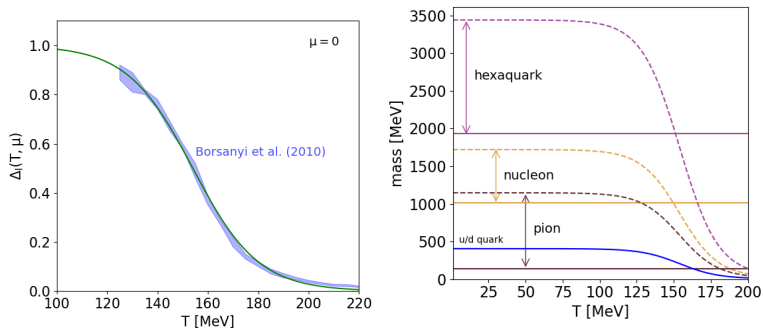 1.0
0.8
0.6
0.4
0.2
0.0
Δₗ(T, μ)
μ = 0
Borsanyi et al. (2010)
100 120 140 160 180 200 220
T [MeV]
3500
3000
2500
2000
1500
1000
500
0
mass [MeV]
hexaquark
nucleon
pion
u/d quark
25 50 75 100 125 150 175 200
T [MeV]